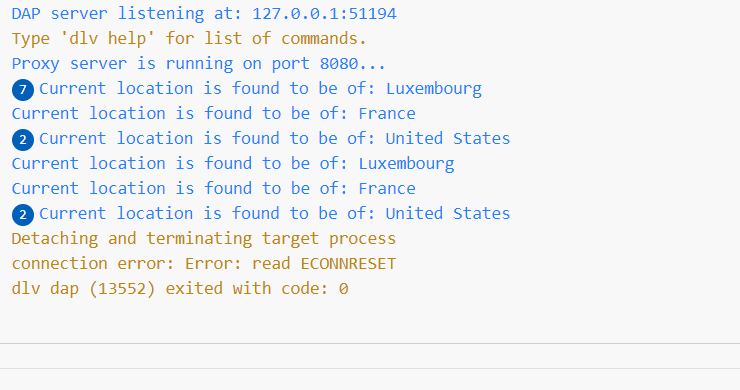 DAP server listening at: 127.0.0.1:51194
Type 'dlv help' for list of commands.
Proxy server is running on port 8080...
7 Current location is found to be of: Luxembourg
Current location is found to be of: France
2 Current location is found to be of: United States
Current location is found to be of: Luxembourg
Current location is found to be of: France
2 Current location is found to be of: United States
Detaching and terminating target process
connection error: Error: read ECONNRESET
dlv dap (13552) exited with code: 0